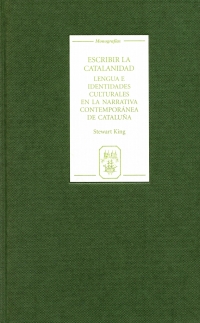 Monografías
ESCRIBIR LA
CATALANIDAD
LENGUA E
IDENTIDADES
CULTURALES
EN LA NARRATIVA
CONTEMPORÁNEA
DE CATALUÑA
Stewart King